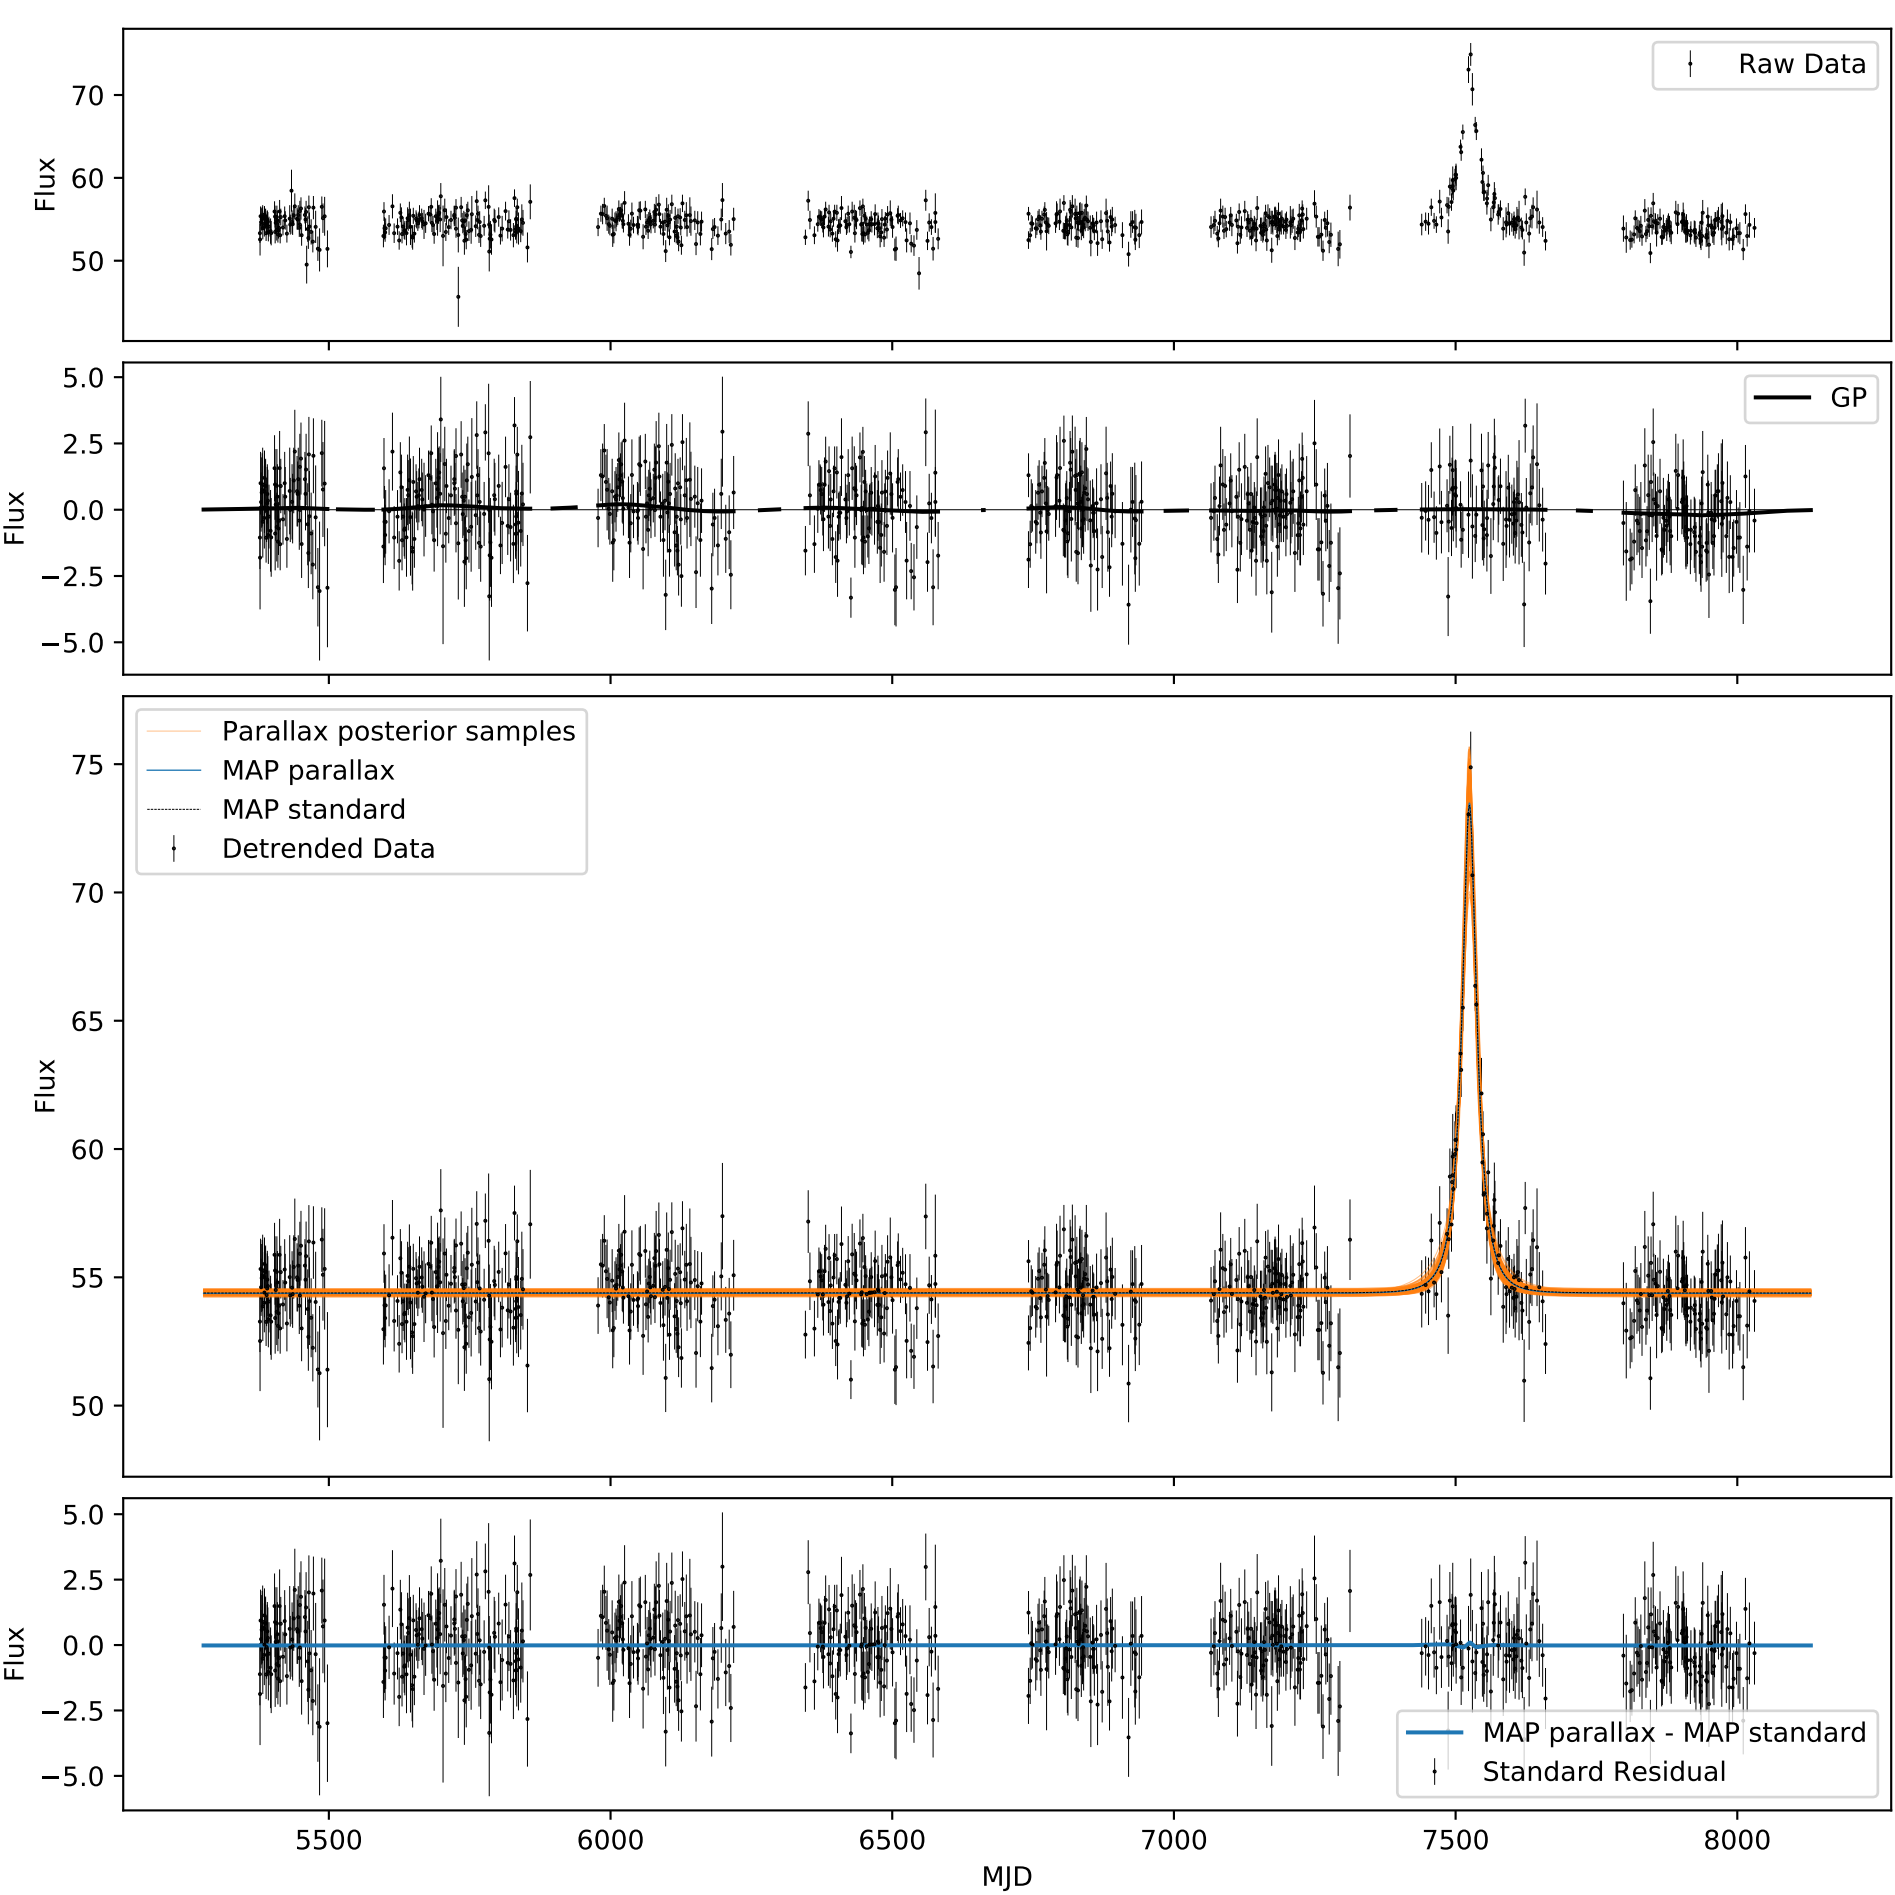 Raw Data
70
60
50
Flux
GP
5.0
2.5
0.0
−2.5
−5.0
Flux
Parallax posterior samples
MAP parallax
MAP standard
Detrended Data
75
70
65
60
55
50
Flux
5.0
2.5
0.0
−2.5
−5.0
Flux
MAP parallax - MAP standard
Standard Residual
5500 6000 6500 7000 7500 8000
MJD